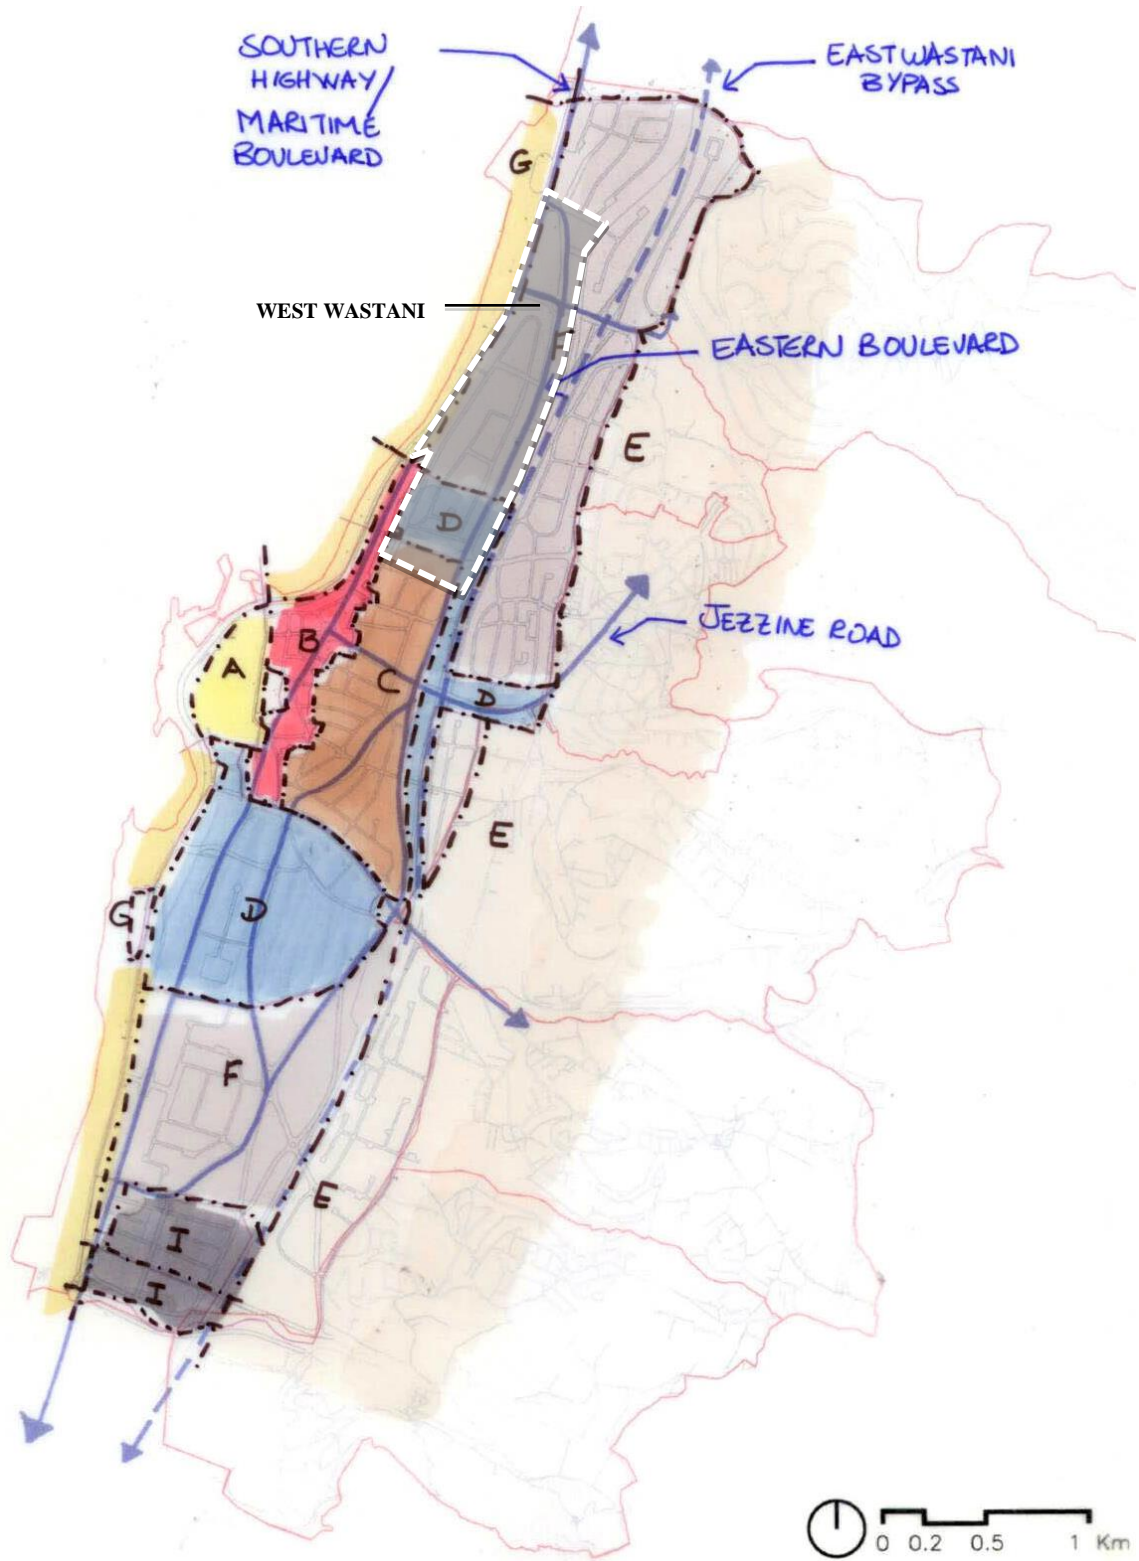 SOUTHERN
HIGHWAY/
MARITIME
BOULEVARD
EAST WASTANI
BYPASS
G
WEST WASTANI
F
EASTERN BOULEVARD
E
D
JEZZINE ROAD
B
A
C
D
E
G
D
F
E
I
I
0 0.2 0.5 1 Km